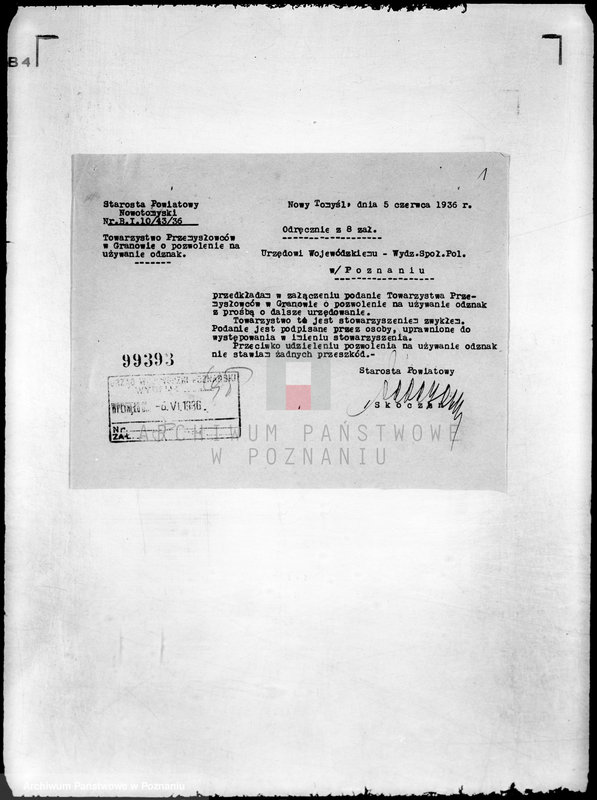 B4
1
Starosta Powiatowy
Nowotomyski
Nr.B.I.10/43/36
Towarzystwo Przemysłowców
w Granowie o pozwolenie na
używanie odznak.
Nowy Tomyśl, dnia 5 czerwca 1936 r.
Odręcznie z 8 zał.
Urzędowi Wojewódzkiemu - Wydz.Społ.Pol.
w/Poznaniu
przedkładam w załączeniu podanie Towarzystwa Prze-
mysłowców w Granowie o pozwolenie na używanie odznak
z prośbą o dalsze urzędowanie.
Towarzystwo te jest stowarzyszeniem zwykłem.
Podanie jest podpisane przez osoby, uprawnione do
występowania w imieniu stowarzyszenia.
Przeciwko udzieleniu pozwolenia na używanie odznak
nie stawiam żadnych przeszkód.-
Starosta Powiatowy
99393
-6.VI.1936.
Nr.
ZAŁ.
ARCHIWUM PAŃSTWOWE
W POZNANIU
Archiwum Państwowe w Poznaniu